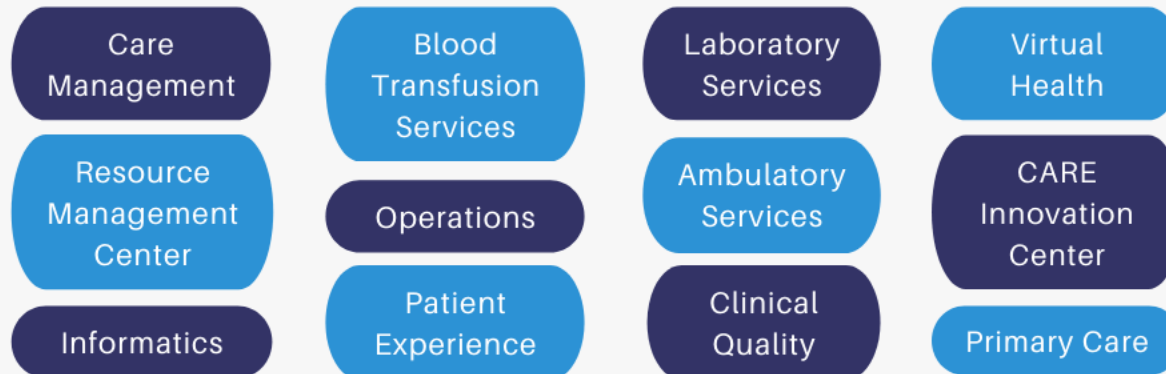 Care
Management
Blood
Transfusion
Services
Laboratory
Services
Virtual
Health
Resource
Management
Center
Operations
Ambulatory
Services
CARE
Innovation
Center
Informatics
Patient
Experience
Clinical
Quality
Primary Care